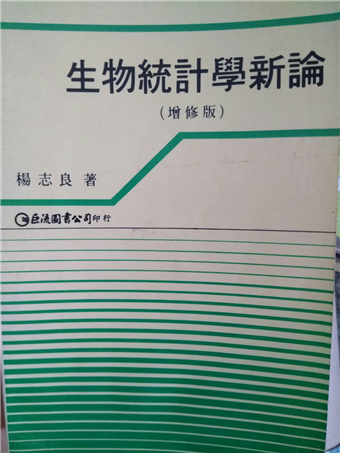 生物統計學新論
(增修版)
楊志良 著
巨流圖書公司印行